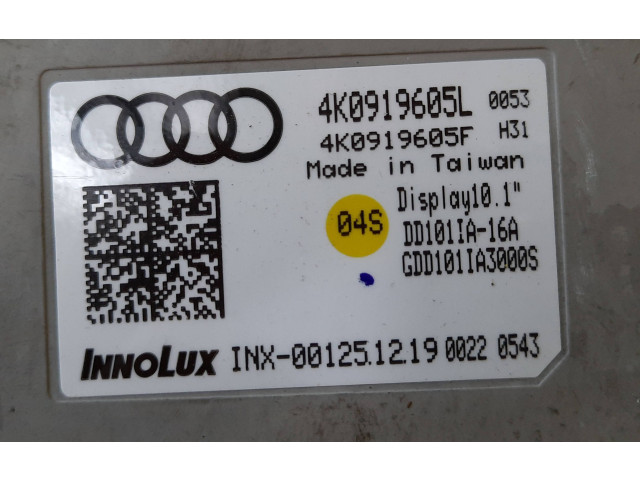 4K0919605L 0053
4K0919605F H31
Made in Taiwan
04S
Display10.1"
DD101IA-16A
GDD101IA3000S
INNOLUX INX-00125.12.19 0022 0543